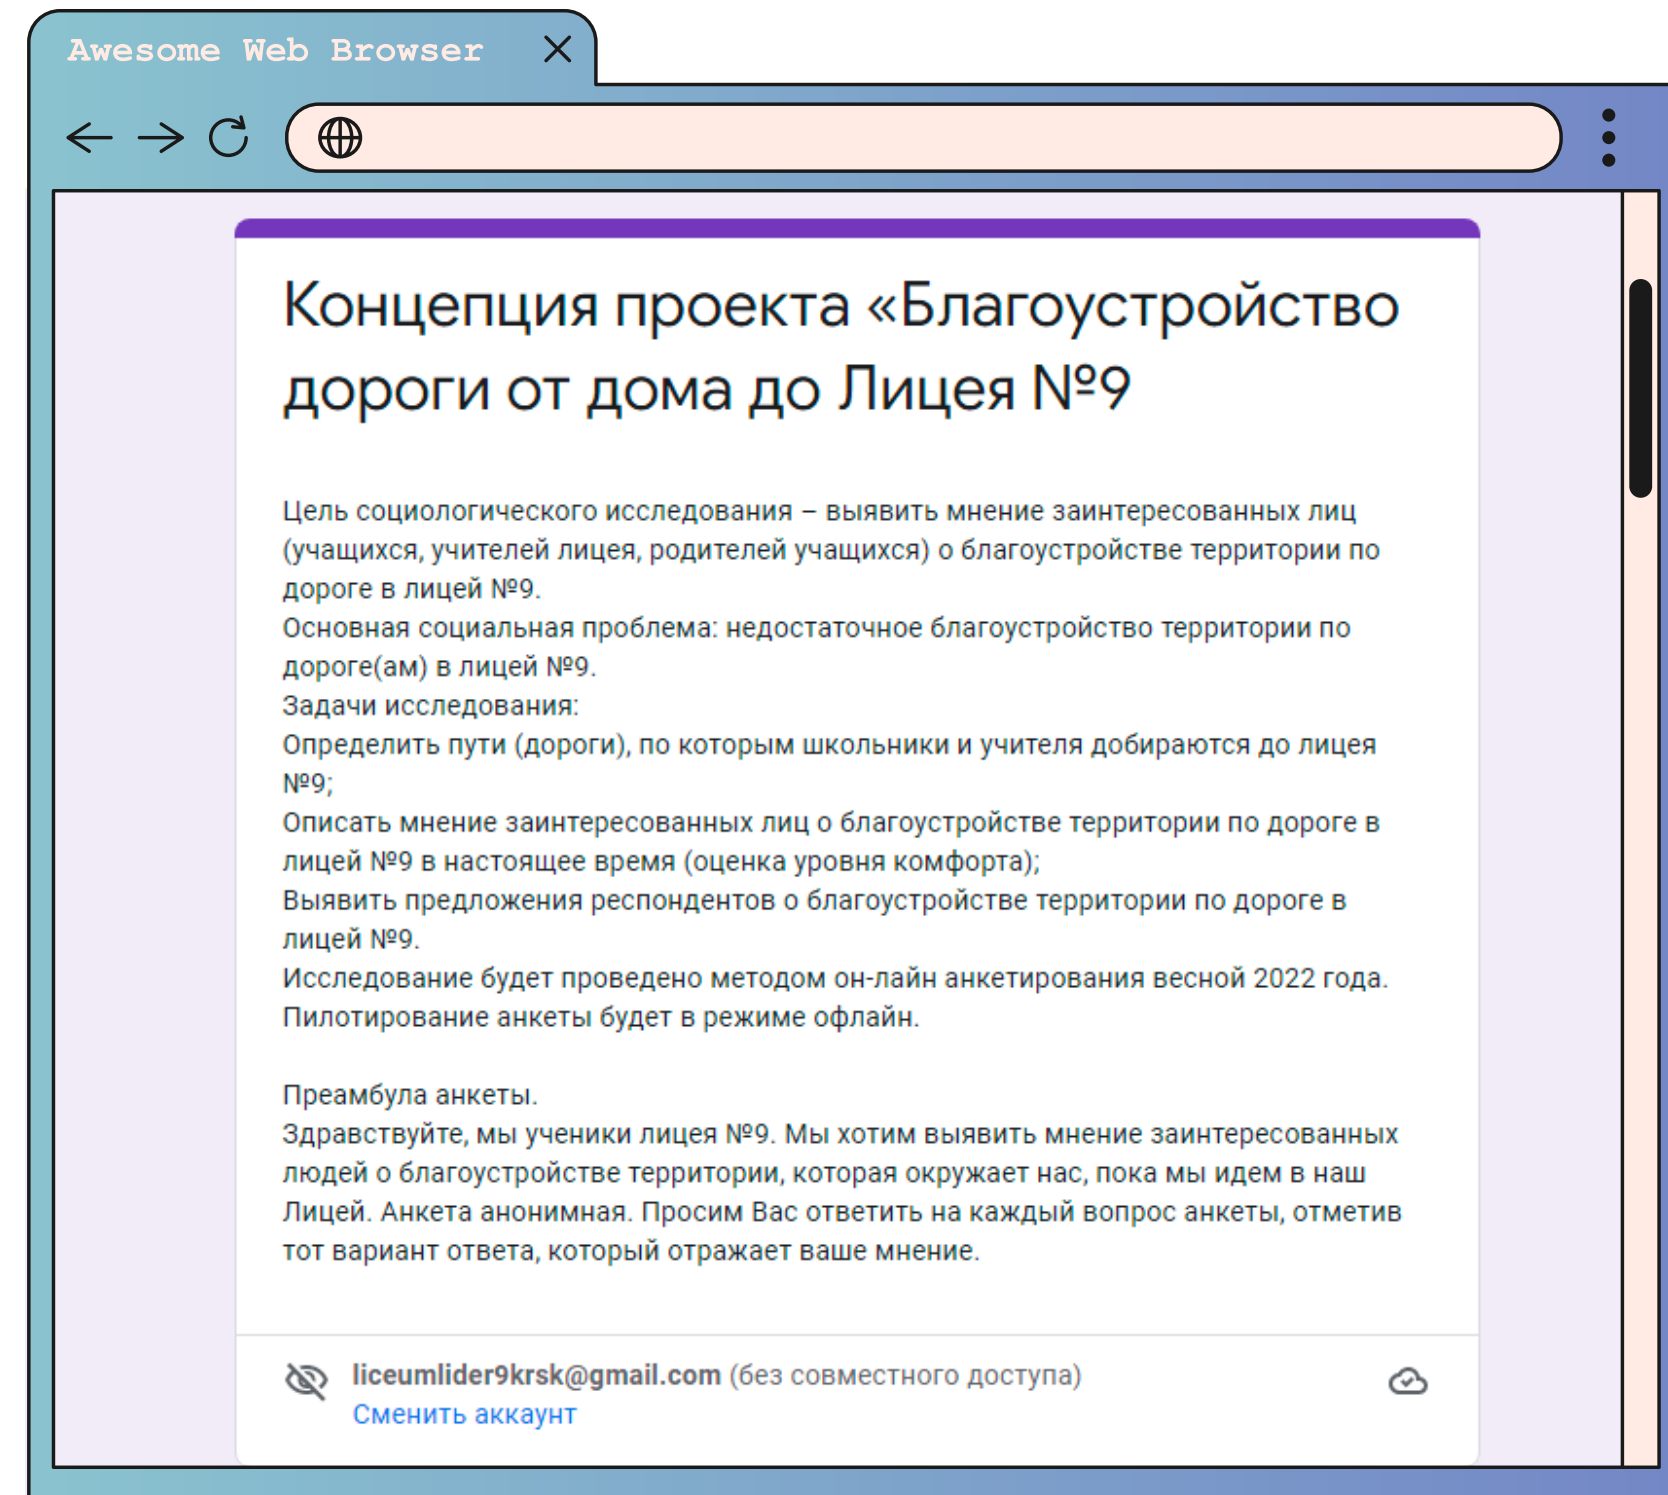 Awesome Web Browser
Концепция проекта «Благоустройство
дороги от дома до Лицея №9
Цель социологического исследования – выявить мнение заинтересованных лиц
(учащихся, учителей лицея, родителей учащихся) о благоустройстве территории по
дороге в лицей №9.
Основная социальная проблема: недостаточное благоустройство территории по
дороге(ам) в лицей №9.
Задачи исследования:
Определить пути (дороги), по которым школьники и учителя добираются до лицея
№9;
Описать мнение заинтересованных лиц о благоустройстве территории по дороге в
лицей №9 в настоящее время (оценка уровня комфорта);
Выявить предложения респондентов о благоустройстве территории по дороге в
лицей №9.
Исследование будет проведено методом он-лайн анкетирования весной 2022 года.
Пилотирование анкеты будет в режиме офлайн.
Преамбула анкеты.
Здравствуйте, мы ученики лицея №9. Мы хотим выявить мнение заинтересованных
людей о благоустройстве территории, которая окружает нас, пока мы идем в наш
Лицей. Анкета анонимная. Просим Вас ответить на каждый вопрос анкеты, отметив
тот вариант ответа, который отражает ваше мнение.
liceumlider9krsk@gmail.com (без совместного доступа)
Сменить аккаунт